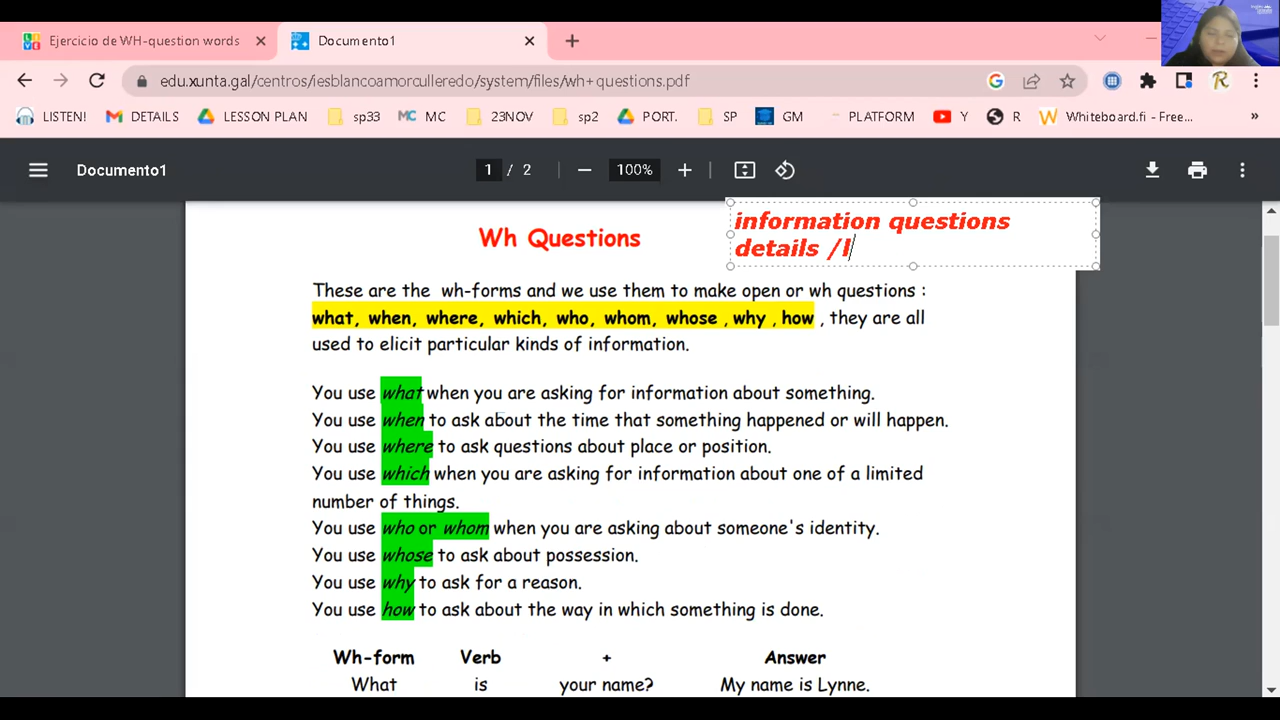 Ejercicio de WH-question words
Documento1
edu.xunta.gal/centros/iesblancoamorculleredo/system/files/wh+questions.pdf
LISTEN! DETAILS LESSON PLAN sp33 MC MC 23NOV sp2 PORT. SP GM PLATFORM Y R Whiteboard.fi - Free... »
Documento1 1 / 2 100%
information questions
details /l
Wh Questions
These are the wh-forms and we use them to make open or wh questions :
what, when, where, which, who, whom, whose , why , how , they are all
used to elicit particular kinds of information.
You use what when you are asking for information about something.
You use when to ask about the time that something happened or will happen.
You use where to ask questions about place or position.
You use which when you are asking for information about one of a limited
number of things.
You use who or whom when you are asking about someone's identity.
You use whose to ask about possession.
You use why to ask for a reason.
You use how to ask about the way in which something is done.
Wh-form Verb + Answer
What is your name? My name is Lynne.